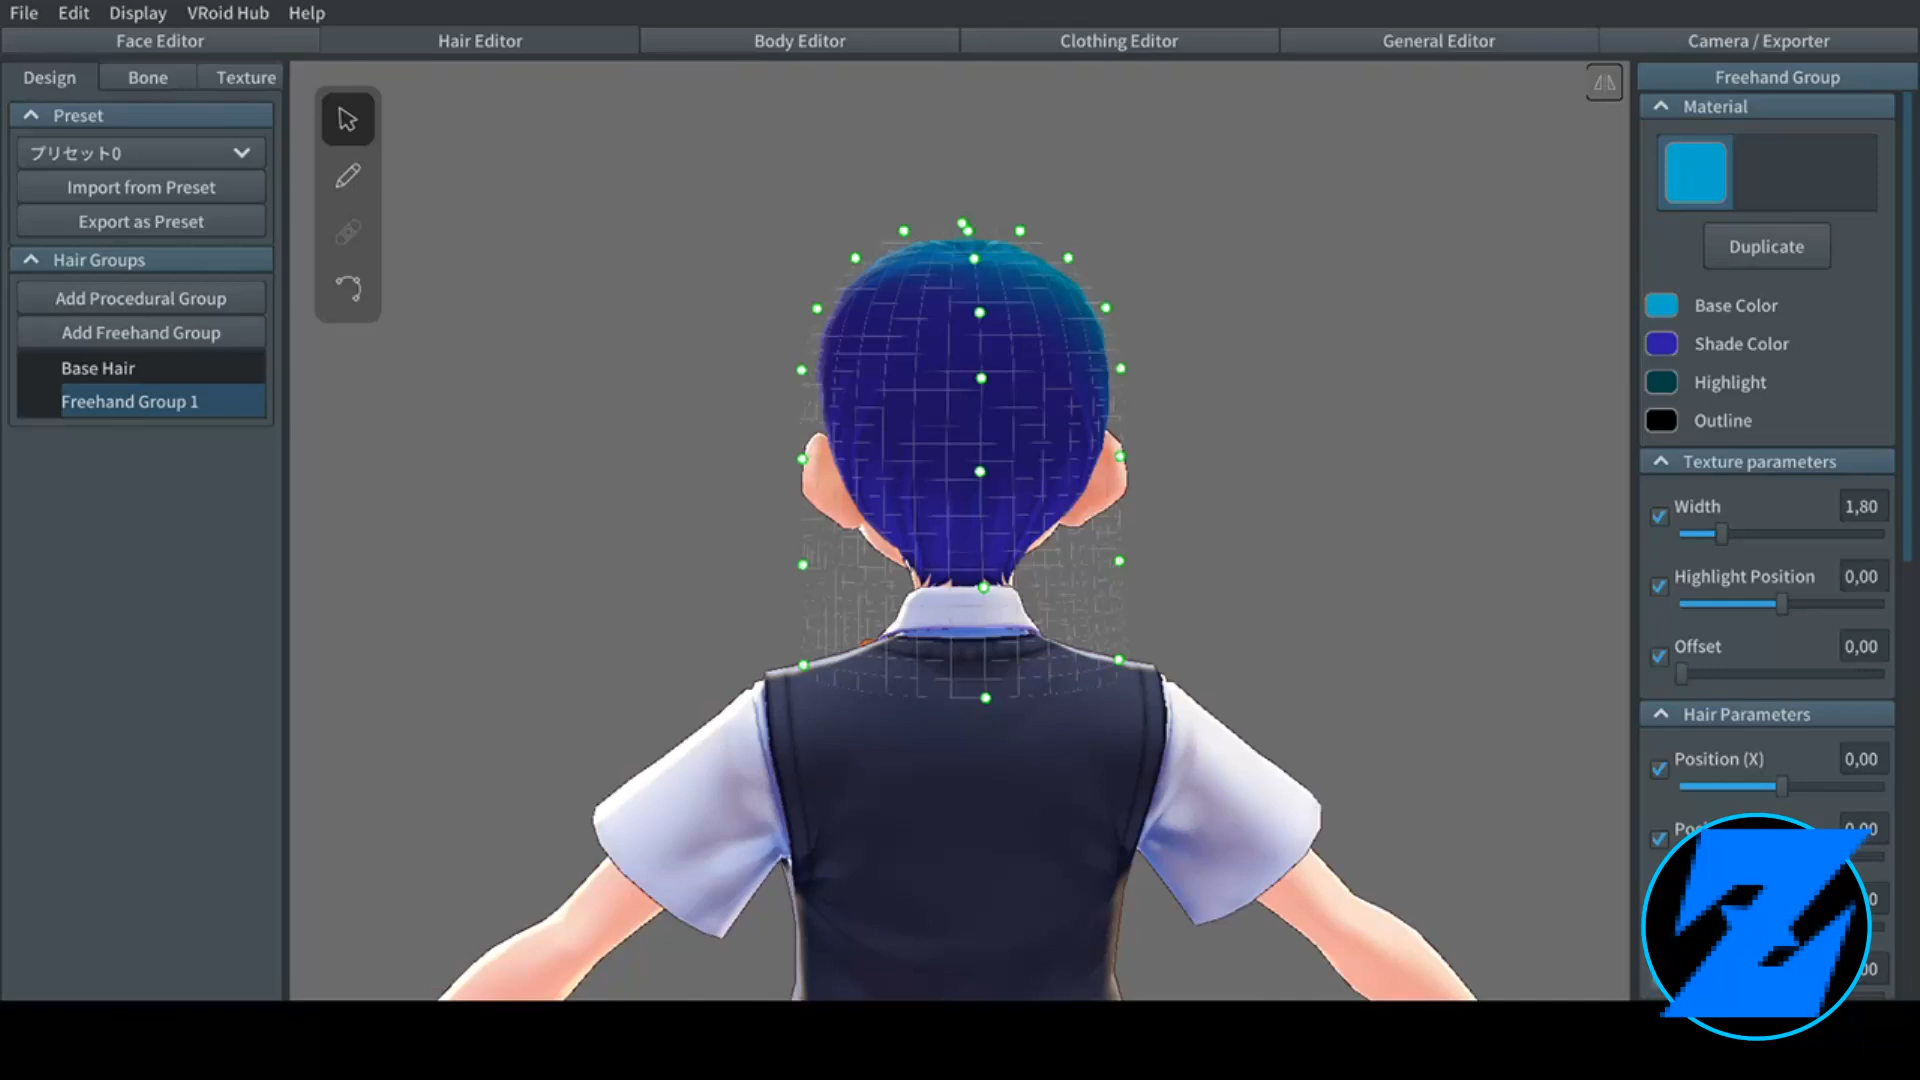 File Edit Display VRoid Hub Help
Face Editor Hair Editor Body Editor Clothing Editor General Editor Camera / Exporter
Design Bone Texture
Preset
プリセット0
Import from Preset
Export as Preset
Hair Groups
Add Procedural Group
Add Freehand Group
Base Hair
Freehand Group 1
Freehand Group
Material
Duplicate
Base Color
Shade Color
Highlight
Outline
Texture parameters
Width 1,80
Highlight Position 0,00
Offset 0,00
Hair Parameters
Position (X) 0,00